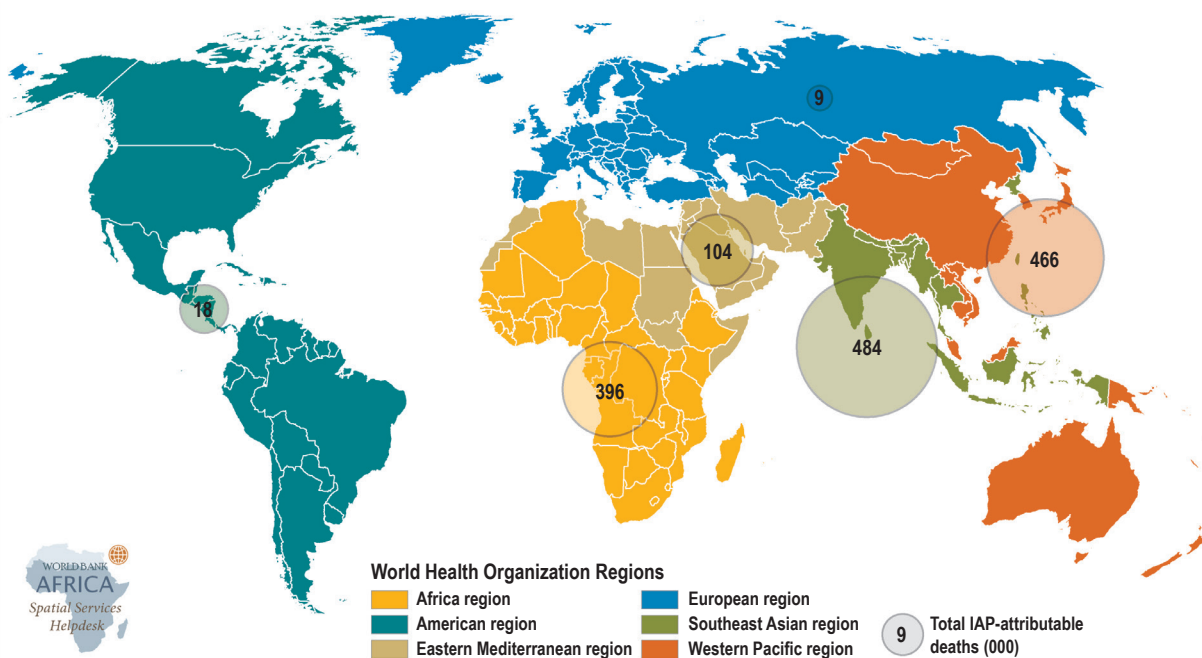 9
104
466
18
484
396
WORLD BANK
AFRICA
Spatial Services
Helpdesk
World Health Organization Regions
Africa region
American region
Eastern Mediterranean region
European region
Southeast Asian region
Western Pacific region
9
Total IAP-attributable
deaths (000)